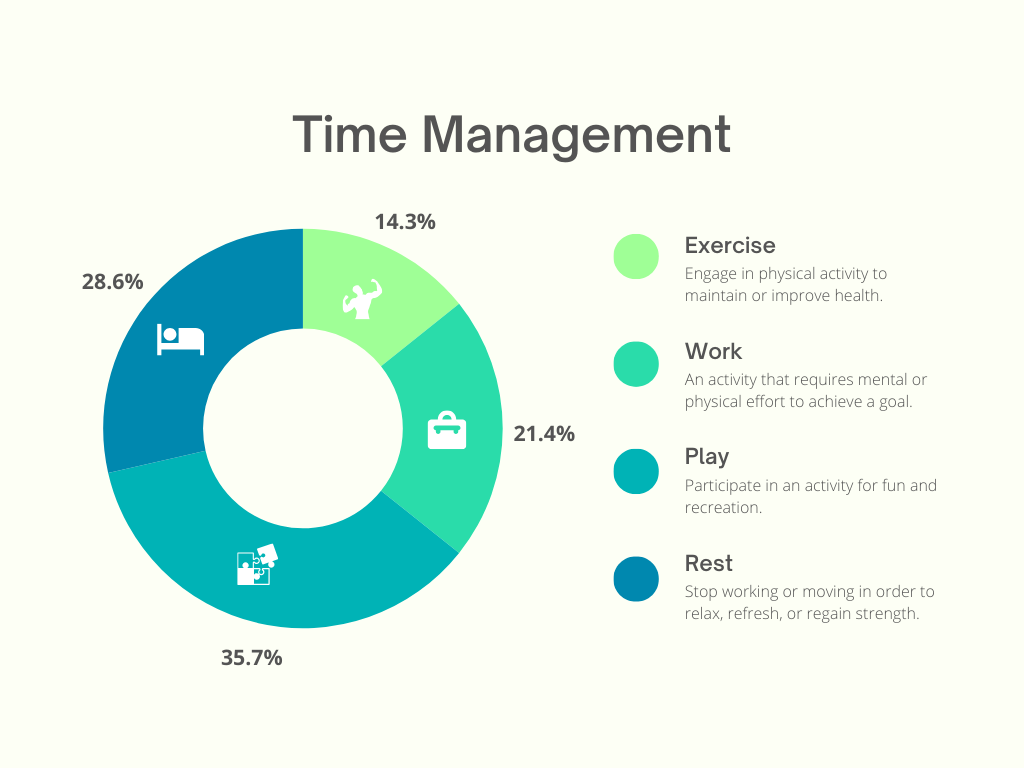 Time Management
14.3%
28.6%
21.4%
35.7%
Exercise
Engage in physical activity to
maintain or improve health.
Work
An activity that requires mental or
physical effort to achieve a goal.
Play
Participate in an activity for fun and
recreation.
Rest
Stop working or moving in order to
relax, refresh, or regain strength.